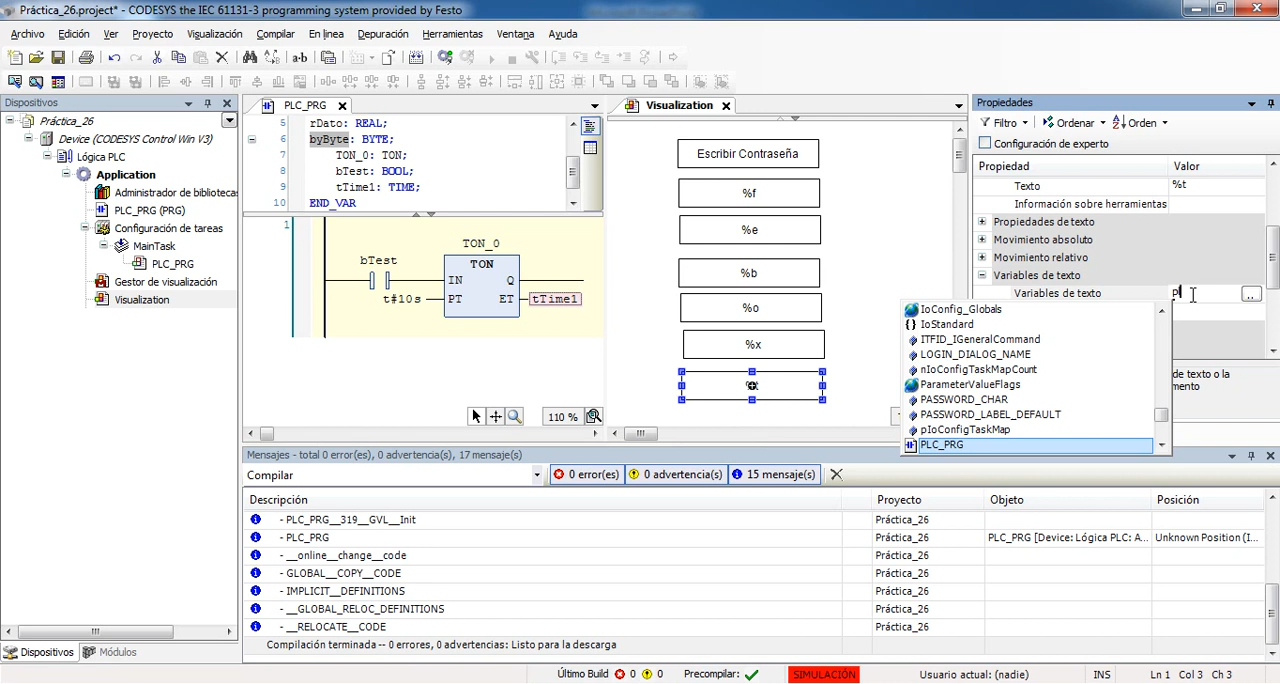 Práctica_26.project* - CODESYS the IEC 61131-3 programming system provided by Festo
Archivo Edición Ver Proyecto Visualización Compilar En línea Depuración Herramientas Ventana Ayuda
Dispositivos
Práctica_26
Device (CODESYS Control Win V3)
Lógica PLC
Application
Administrador de bibliotecas
PLC_PRG (PRG)
Configuración de tareas
MainTask
PLC_PRG
Gestor de visualización
Visualization
Dispositivos Módulos
PLC_PRG
5 rDato: REAL;
6 byByte: BYTE;
7 TON_0: TON;
8 bTest: BOOL;
9 tTime1: TIME;
10 END_VAR
1
TON_0
bTest TON
IN Q
t#10s PT ET tTime1
110 %
Visualization
Escribir Contraseña
%f
%e
%b
%o
%x
Propiedades
Filtro Ordenar Orden
Configuración de experto
Propiedad Valor
Texto %t
Información sobre herramientas
Propiedades de texto
Movimiento absoluto
Movimiento relativo
Variables de texto
Variables de texto Pl ..
IoConfig_Globals
IoStandard
ITFID_IGeneralCommand
LOGIN_DIALOG_NAME
nIoConfigTaskMapCount
ParameterValueFlags
PASSWORD_CHAR
PASSWORD_LABEL_DEFAULT
pIoConfigTaskMap
PLC_PRG
de texto o la
mento
Mensajes - total 0 error(es), 0 advertencia(s), 17 mensaje(s)
Compilar 0 error(es) 0 advertencia(s) 15 mensaje(s)
Descripción Proyecto Objeto Posición
- PLC_PRG__319__GVL__Init Práctica_26
- PLC_PRG Práctica_26 PLC_PRG [Device: Lógica PLC: A... Unknown Position (I...
- __online__change__code Práctica_26
- GLOBAL__COPY__CODE Práctica_26
- IMPLICIT__DEFINITIONS Práctica_26
- __GLOBAL_RELOC_DEFINITIONS Práctica_26
- __RELOCATE__CODE Práctica_26
Compilación terminada -- 0 errores, 0 advertencias: Listo para la descarga
Último Build 0 0 Precompilar: SIMULACIÓN Usuario actual: (nadie) INS Ln 1 Col 3 Ch 3